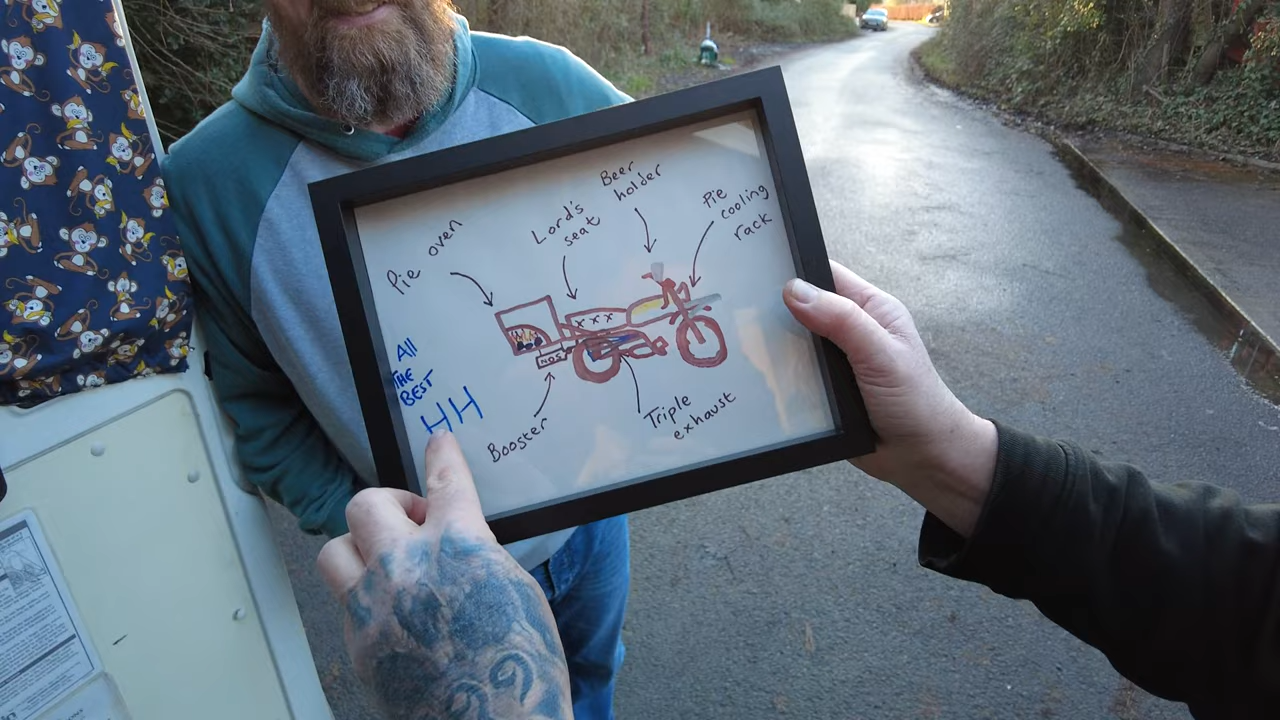 Pie oven
Lord's
seat
Beer
holder
Pie
cooling
rack
XXX
NOS
All
THE
BEST
HH
Booster
Triple
exhaust